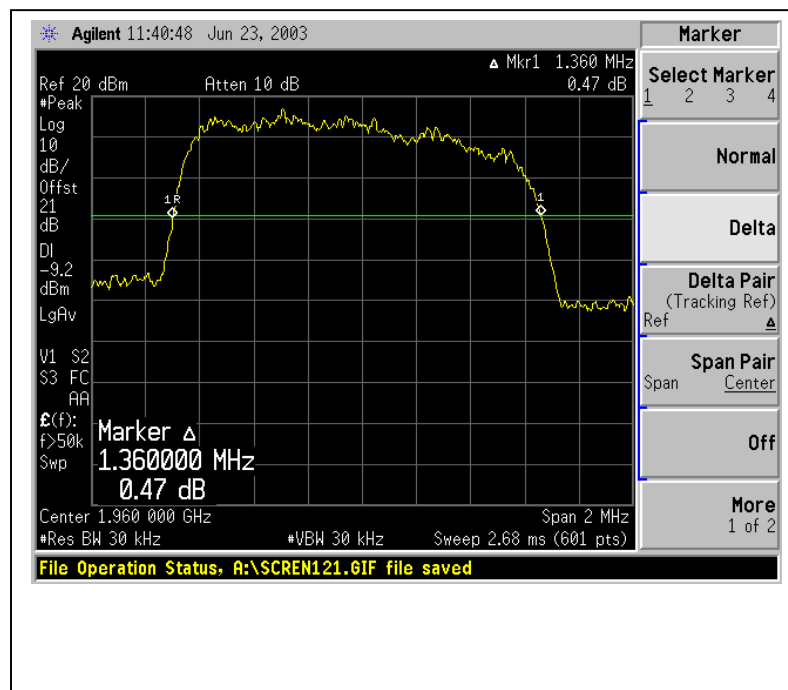 Agilent 11:40:48 Jun 23, 2003
Marker
Δ Mkr1 1.360 MHz
Ref 20 dBm Atten 10 dB 0.47 dB
Select Marker
1 2 3 4
#Peak
Log
10
dB/
Offst
21
dB
DI
-9.2
dBm
LgAv
V1 S2
S3 FC
AA
£(f):
f>50k
Swp
1R
1
Marker Δ
1.360000 MHz
0.47 dB
Center 1.960 000 GHz Span 2 MHz
#Res BW 30 kHz #VBW 30 kHz Sweep 2.68 ms (601 pts)
Normal
Delta
Delta Pair
(Tracking Ref)
Ref Δ
Span Pair
Span Center
Off
More
1 of 2
File Operation Status, A:\SCREN121.GIF file saved